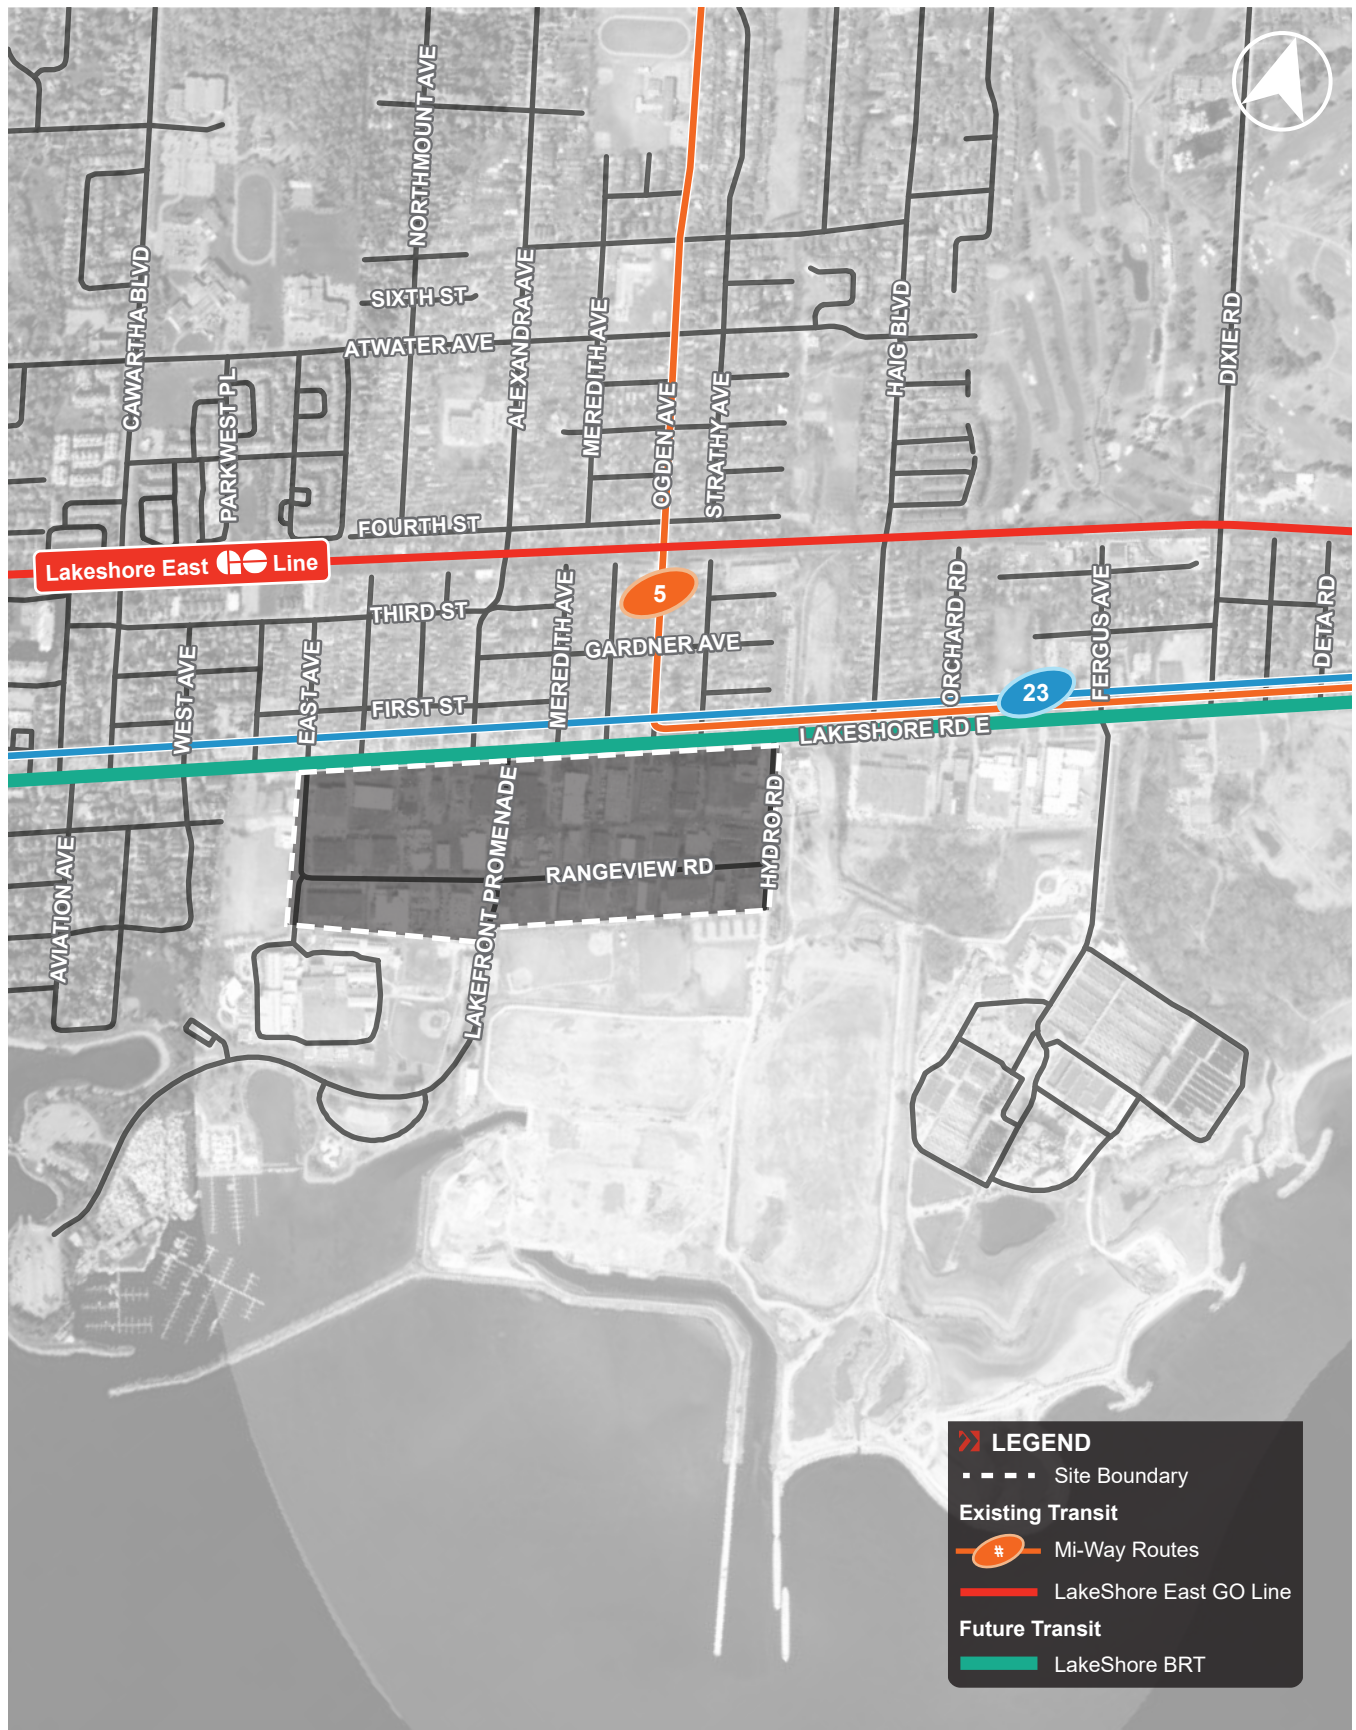 NORTHMOUNT AVE
CAWARTHA BLVD
SIXTH ST
ALEXANDRA AVE
MEREDITH AVE
HAIG BLVD
DIXIE RD
ATWATER AVE
PARKWEST PL
OGDEN AVE
STRATHY AVE
FOURTH ST
Lakeshore East GO Line
5
THIRD ST
MEREDITH AVE
GARDNER AVE
ORCHARD RD
FERGUS AVE
DETA RD
WEST AVE
EAST AVE
FIRST ST
23
LAKESHORE RD E
LAKEFRONT PROMENADE
HYDRO RD
RANGEVIEW RD
AVIATION AVE
LEGEND
Site Boundary
Existing Transit
# Mi-Way Routes
LakeShore East GO Line
Future Transit
LakeShore BRT